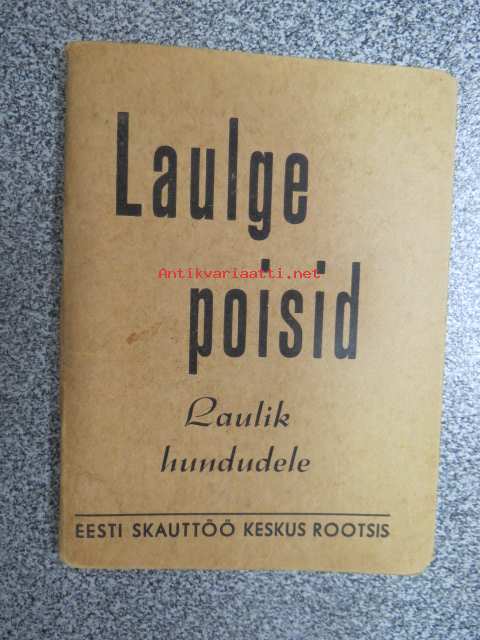 Laulge
Antikvariaatti.net
poisid
Laulik
hundudele
EESTI SKAUTTÖÖ KESKUS ROOTSIS